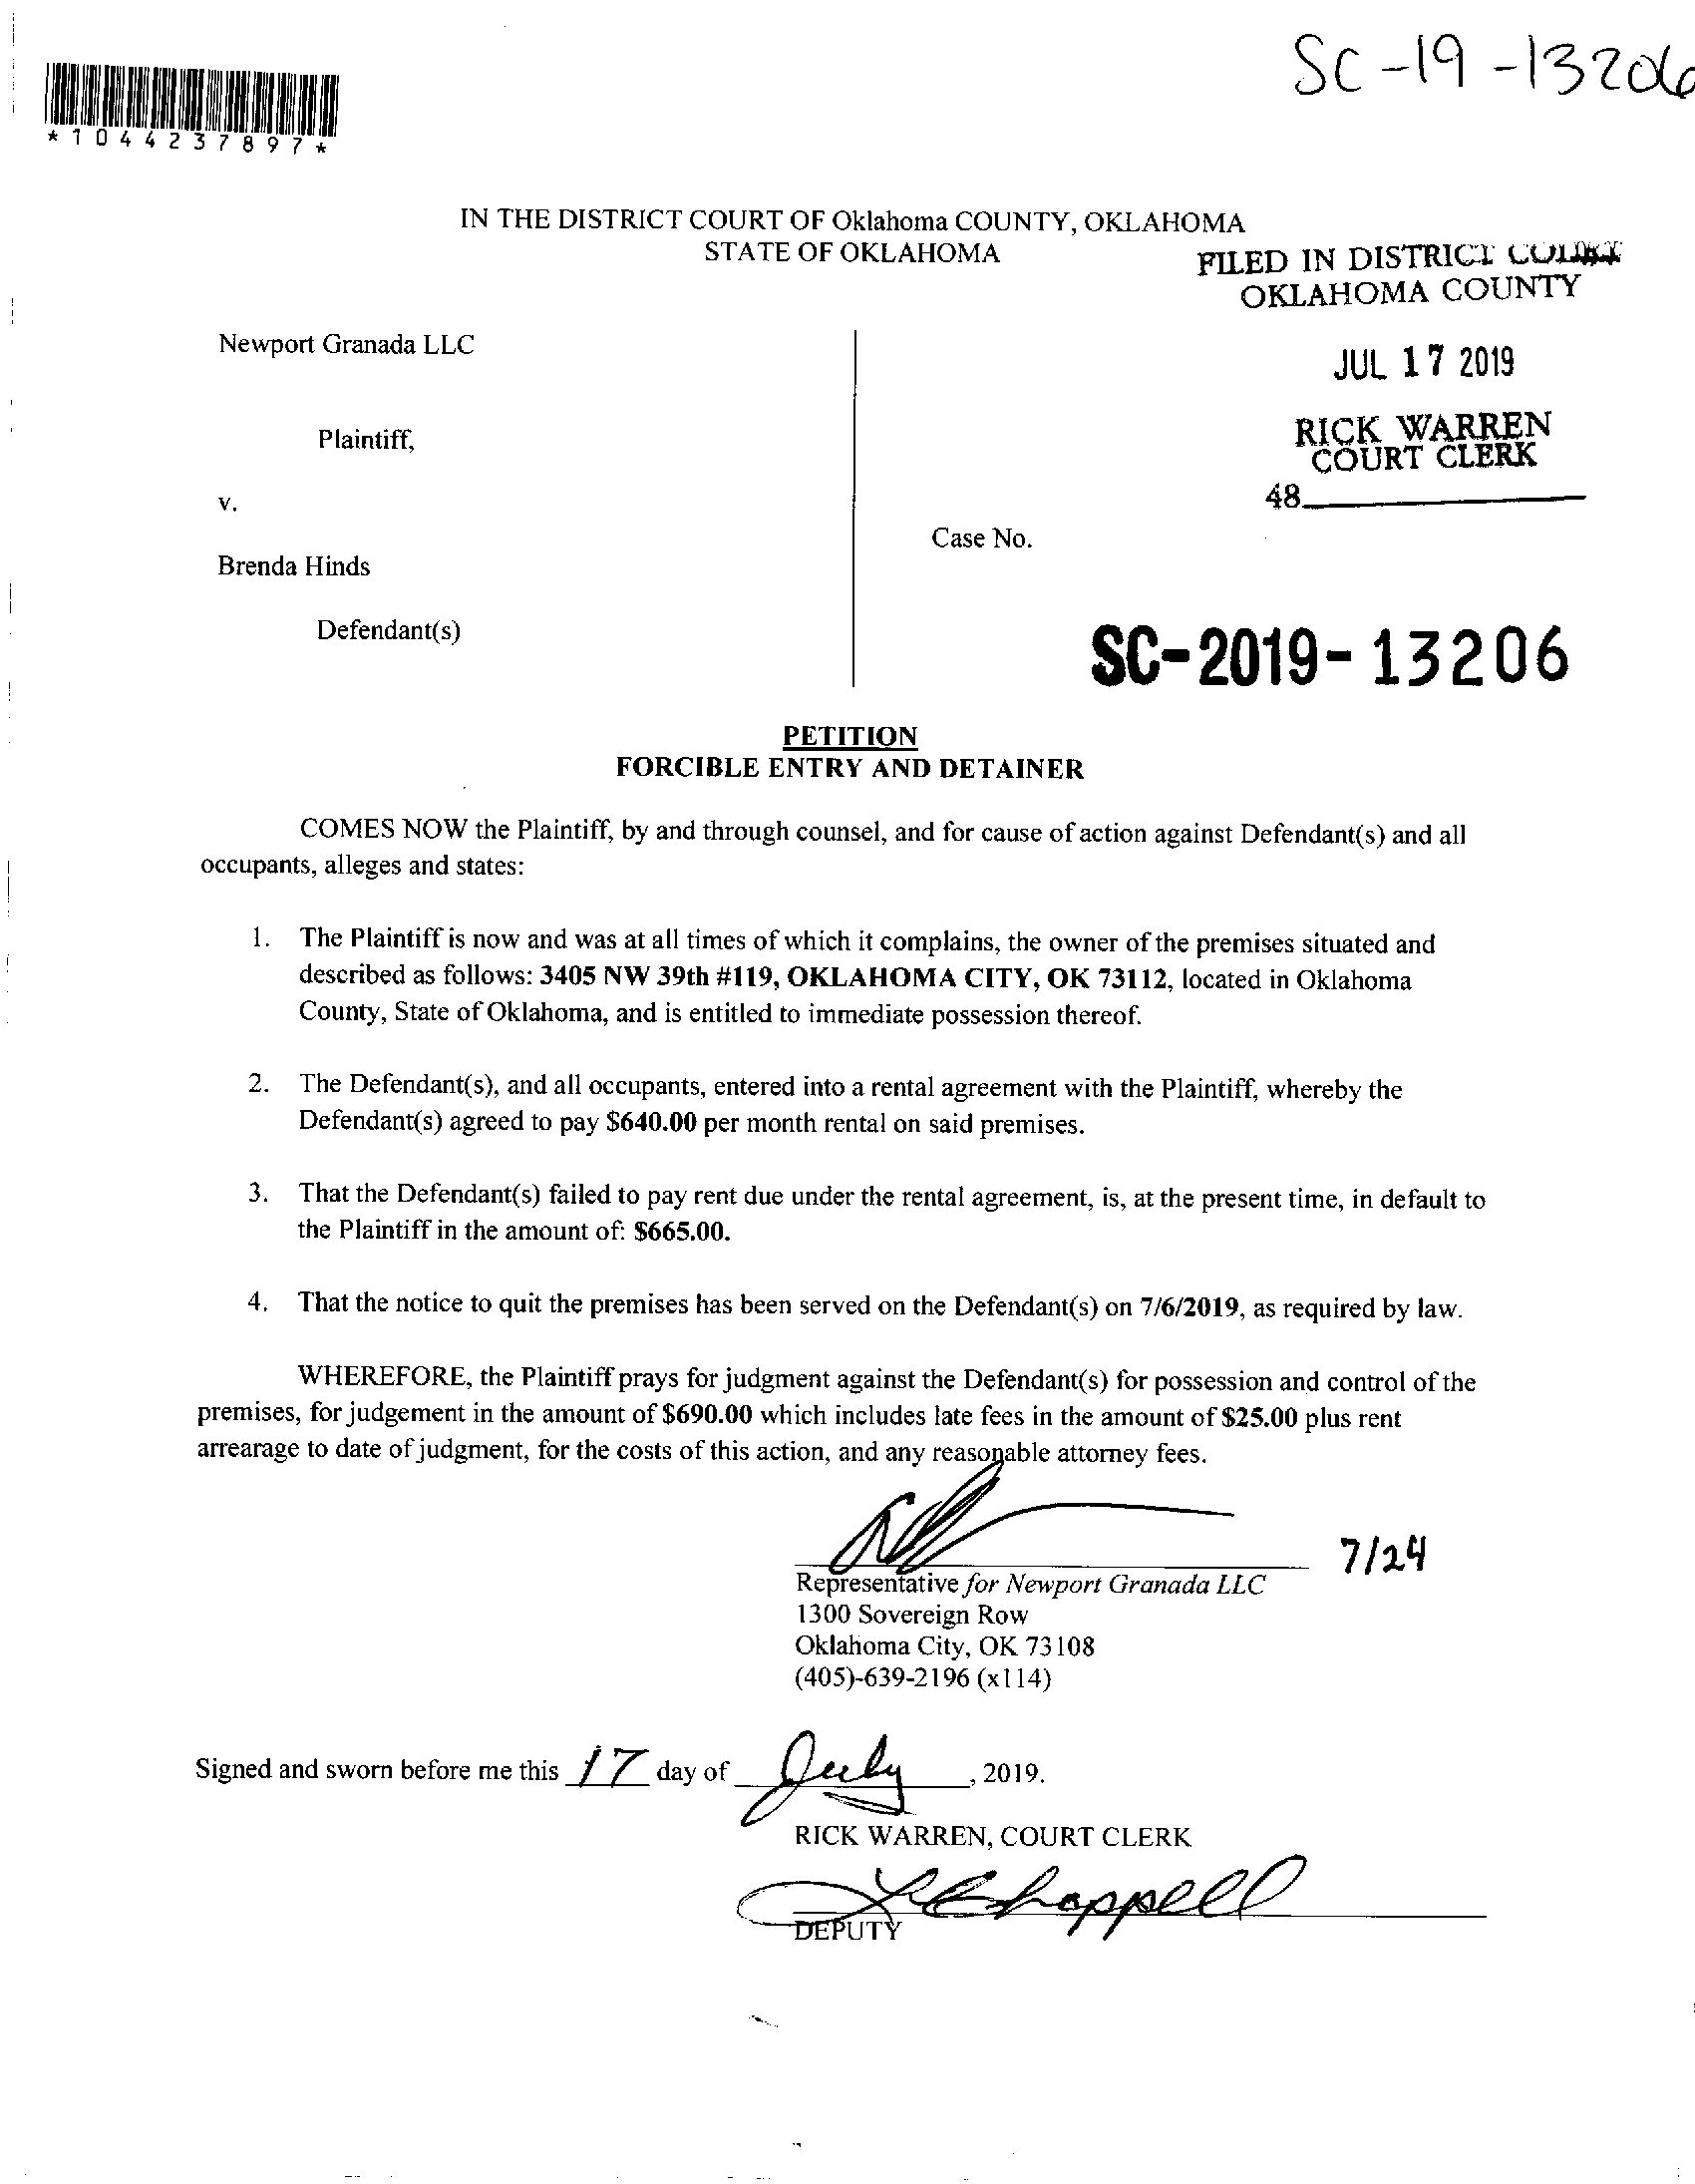 SC-19-13206
*1044237897*
IN THE DISTRICT COURT OF Oklahoma COUNTY, OKLAHOMA
STATE OF OKLAHOMA
FILED IN DISTRICT COURT
OKLAHOMA COUNTY
Newport Granada LLC
JUL 17 2019
Plaintiff,
RICK WARREN
COURT CLERK
v.
48
Case No.
Brenda Hinds
Defendant(s)
SC-2019-13206
PETITION
FORCIBLE ENTRY AND DETAINER
COMES NOW the Plaintiff, by and through counsel, and for cause of action against Defendant(s) and all
occupants, alleges and states:
1. The Plaintiff is now and was at all times of which it complains, the owner of the premises situated and
described as follows: 3405 NW 39th #119, OKLAHOMA CITY, OK 73112, located in Oklahoma
County, State of Oklahoma, and is entitled to immediate possession thereof.
2. The Defendant(s), and all occupants, entered into a rental agreement with the Plaintiff, whereby the
Defendant(s) agreed to pay $640.00 per month rental on said premises.
3. That the Defendant(s) failed to pay rent due under the rental agreement, is, at the present time, in default to
the Plaintiff in the amount of: $665.00.
4. That the notice to quit the premises has been served on the Defendant(s) on 7/6/2019, as required by law.
WHEREFORE, the Plaintiff prays for judgment against the Defendant(s) for possession and control of the
premises, for judgement in the amount of $690.00 which includes late fees in the amount of $25.00 plus rent
arrearage to date of judgment, for the costs of this action, and any reasonable attorney fees.
7/24
Representative for Newport Granada LLC
1300 Sovereign Row
Oklahoma City, OK 73108
(405)-639-2196 (x114)
Signed and sworn before me this 17 day of July, 2019.
RICK WARREN, COURT CLERK
Chappell
DEPUTY